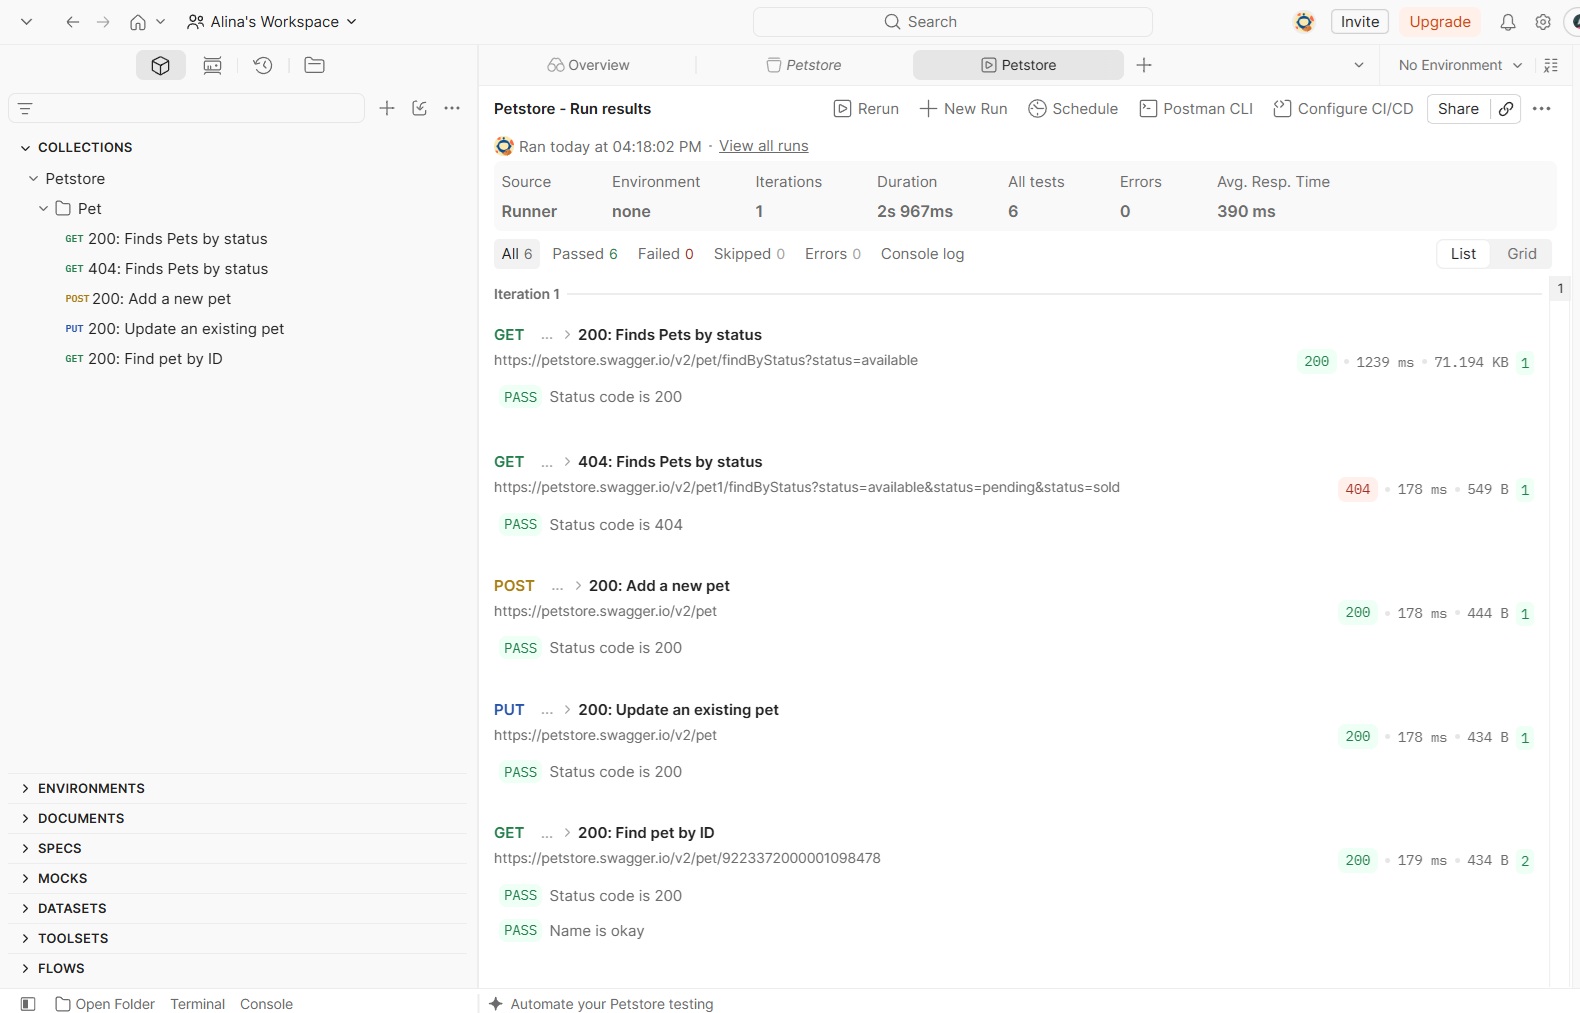 Alina's Workspace
Search
Invite
Upgrade
Overview
Petstore
Petstore
No Environment
COLLECTIONS
Petstore
Pet
GET 200: Finds Pets by status
GET 404: Finds Pets by status
POST 200: Add a new pet
PUT 200: Update an existing pet
GET 200: Find pet by ID
ENVIRONMENTS
DOCUMENTS
SPECS
MOCKS
DATASETS
TOOLSETS
FLOWS
Petstore - Run results
Rerun
New Run
Schedule
Postman CLI
Configure CI/CD
Share
Ran today at 04:18:02 PM · View all runs
Source Environment Iterations Duration All tests Errors Avg. Resp. Time
Runner none 1 2s 967ms 6 0 390 ms
All 6 Passed 6 Failed 0 Skipped 0 Errors 0 Console log
List Grid
Iteration 1
1
GET ... > 200: Finds Pets by status
https://petstore.swagger.io/v2/pet/findByStatus?status=available
200 • 1239 ms • 71.194 KB 1
PASS Status code is 200
GET ... > 404: Finds Pets by status
https://petstore.swagger.io/v2/pet1/findByStatus?status=available&status=pending&status=sold
404 • 178 ms • 549 B 1
PASS Status code is 404
POST ... > 200: Add a new pet
https://petstore.swagger.io/v2/pet
200 • 178 ms • 444 B 1
PASS Status code is 200
PUT ... > 200: Update an existing pet
https://petstore.swagger.io/v2/pet
200 • 178 ms • 434 B 1
PASS Status code is 200
GET ... > 200: Find pet by ID
https://petstore.swagger.io/v2/pet/9223372000001098478
200 • 179 ms • 434 B 2
PASS Status code is 200
PASS Name is okay
Open Folder Terminal Console
Automate your Petstore testing